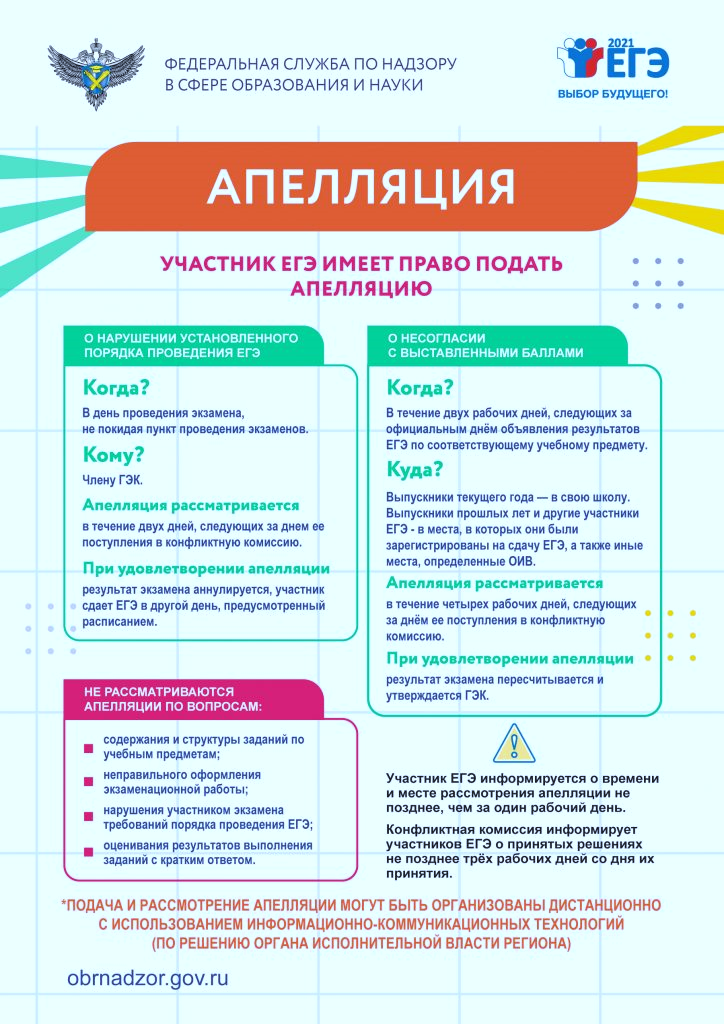 ФЕДЕРАЛЬНАЯ СЛУЖБА ПО НАДЗОРУ
В СФЕРЕ ОБРАЗОВАНИЯ И НАУКИ
2021
ЕГЭ
ВЫБОР БУДУЩЕГО!
АПЕЛЛЯЦИЯ
УЧАСТНИК ЕГЭ ИМЕЕТ ПРАВО ПОДАТЬ
АПЕЛЛЯЦИЮ
О НАРУШЕНИИ УСТАНОВЛЕННОГО
ПОРЯДКА ПРОВЕДЕНИЯ ЕГЭ
Когда?
В день проведения экзамена,
не покидая пункт проведения экзаменов.
Кому?
Члену ГЭК.
Апелляция рассматривается
в течение двух дней, следующих за днем ее
поступления в конфликтную комиссию.
При удовлетворении апелляции
результат экзамена аннулируется, участник
сдает ЕГЭ в другой день, предусмотренный
расписанием.
О НЕСОГЛАСИИ
С ВЫСТАВЛЕННЫМИ БАЛЛАМИ
Когда?
В течение двух рабочих дней, следующих за
официальным днём объявления результатов
ЕГЭ по соответствующему учебному предмету.
Куда?
Выпускники текущего года — в свою школу.
Выпускники прошлых лет и другие участники
ЕГЭ - в места, в которых они были
зарегистрированы на сдачу ЕГЭ, а также иные
места, определенные ОИВ.
Апелляция рассматривается
в течение четырех рабочих дней, следующих
за днём ее поступления в конфликтную
комиссию.
При удовлетворении апелляции
результат экзамена пересчитывается и
утверждается ГЭК.
НЕ РАССМАТРИВАЮТСЯ
АПЕЛЛЯЦИИ ПО ВОПРОСАМ:
содержания и структуры заданий по
учебным предметам;
неправильного оформления
экзаменационной работы;
нарушения участником экзамена
требований порядка проведения ЕГЭ;
оценивания результатов выполнения
заданий с кратким ответом.
!
Участник ЕГЭ информируется о времени
и месте рассмотрения апелляции не
позднее, чем за один рабочий день.
Конфликтная комиссия информирует
участников ЕГЭ о принятых решениях
не позднее трёх рабочих дней со дня их
принятия.
*ПОДАЧА И РАССМОТРЕНИЕ АПЕЛЛЯЦИИ МОГУТ БЫТЬ ОРГАНИЗОВАНЫ ДИСТАНЦИОННО
С ИСПОЛЬЗОВАНИЕМ ИНФОРМАЦИОННО-КОММУНИКАЦИОННЫХ ТЕХНОЛОГИЙ
(ПО РЕШЕНИЮ ОРГАНА ИСПОЛНИТЕЛЬНОЙ ВЛАСТИ РЕГИОНА)
obrnadzor.gov.ru